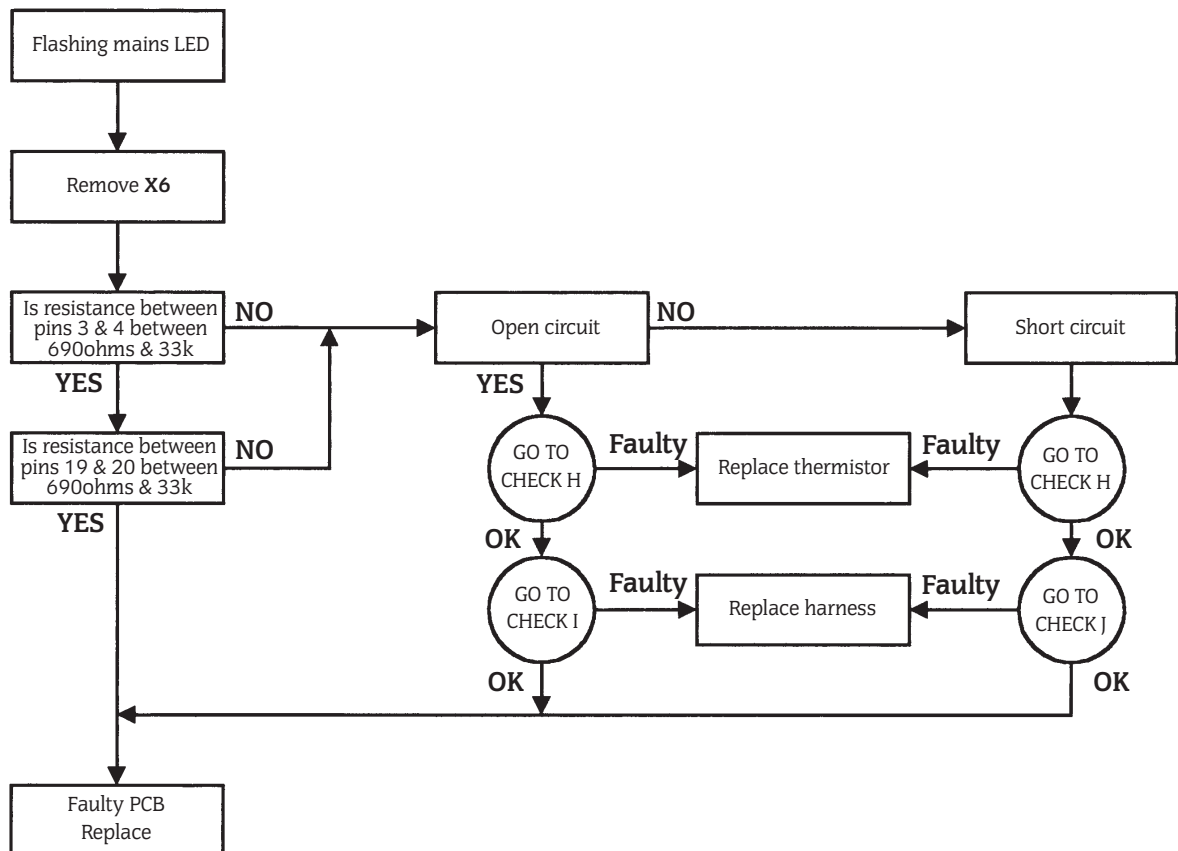 Flashing mains LED
Remove X6
Is resistance between
pins 3 & 4 between
690ohms & 33k
NO
YES
Open circuit
NO
Short circuit
YES
Is resistance between
pins 19 & 20 between
690ohms & 33k
NO
YES
GO TO
CHECK H
Faulty
Replace thermistor
Faulty
GO TO
CHECK H
OK
OK
GO TO
CHECK I
Faulty
Replace harness
Faulty
GO TO
CHECK J
OK
OK
Faulty PCB
Replace